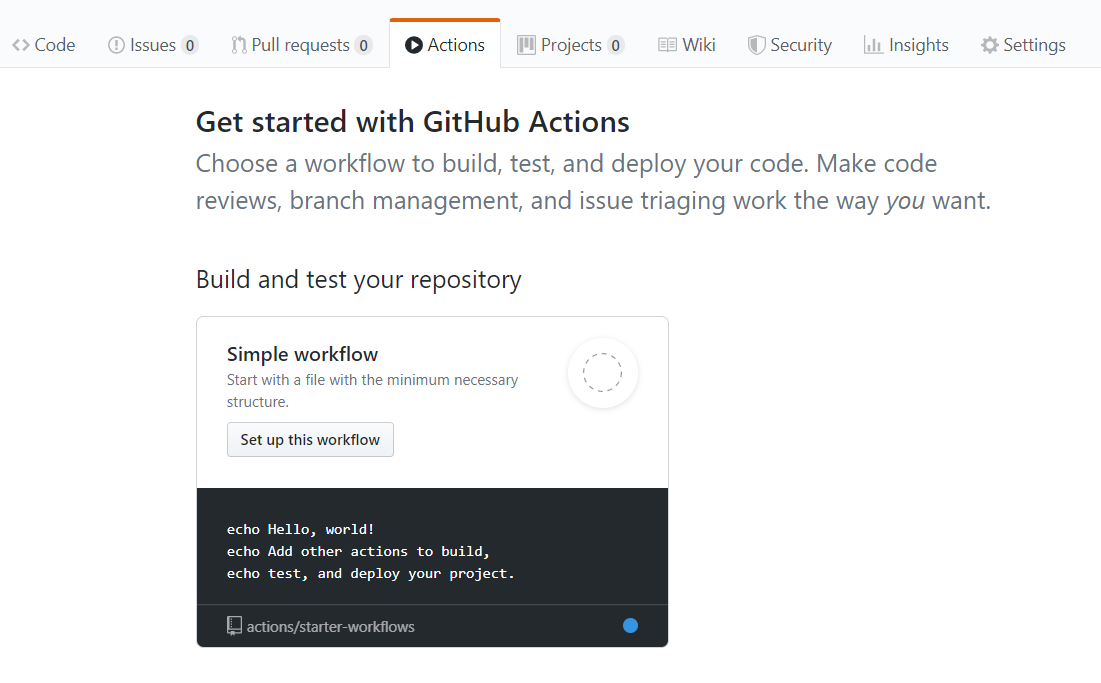 Code Issues 0 Pull requests 0 Actions Projects 0 Wiki Security Insights Settings
Get started with GitHub Actions
Choose a workflow to build, test, and deploy your code. Make code
reviews, branch management, and issue triaging work the way you want.
Build and test your repository
Simple workflow
Start with a file with the minimum necessary
structure.
Set up this workflow
echo Hello, world!
echo Add other actions to build,
echo test, and deploy your project.
actions/starter-workflows